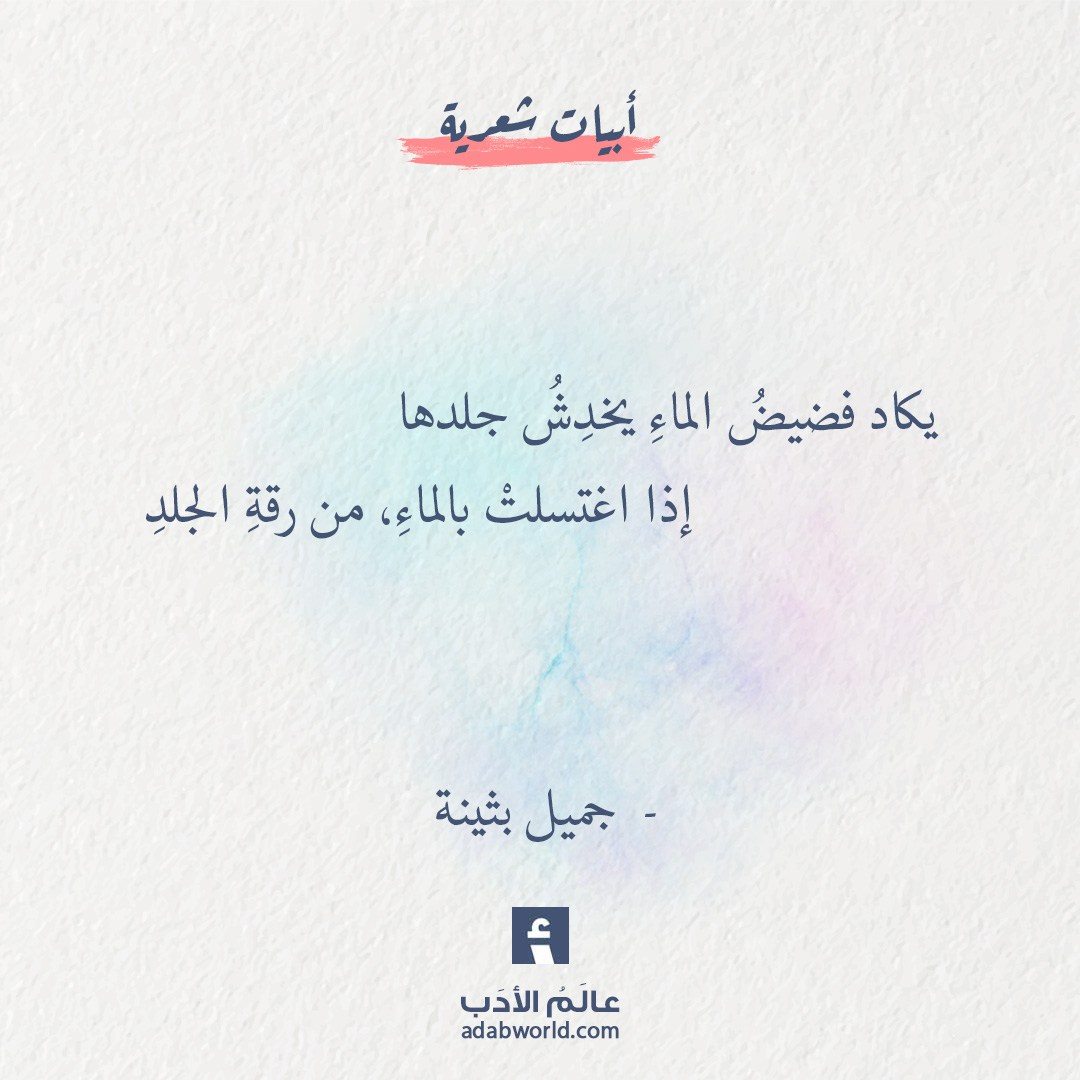 أبيات شعرية
يكاد فضيضُ الماءِ يخدِشُ جلدها
إذا اغتسلتْ بالماءِ، من رقةِ الجلدِ
- جميل بثينة
أ
عالَمُ الأدَب
adabworld.com